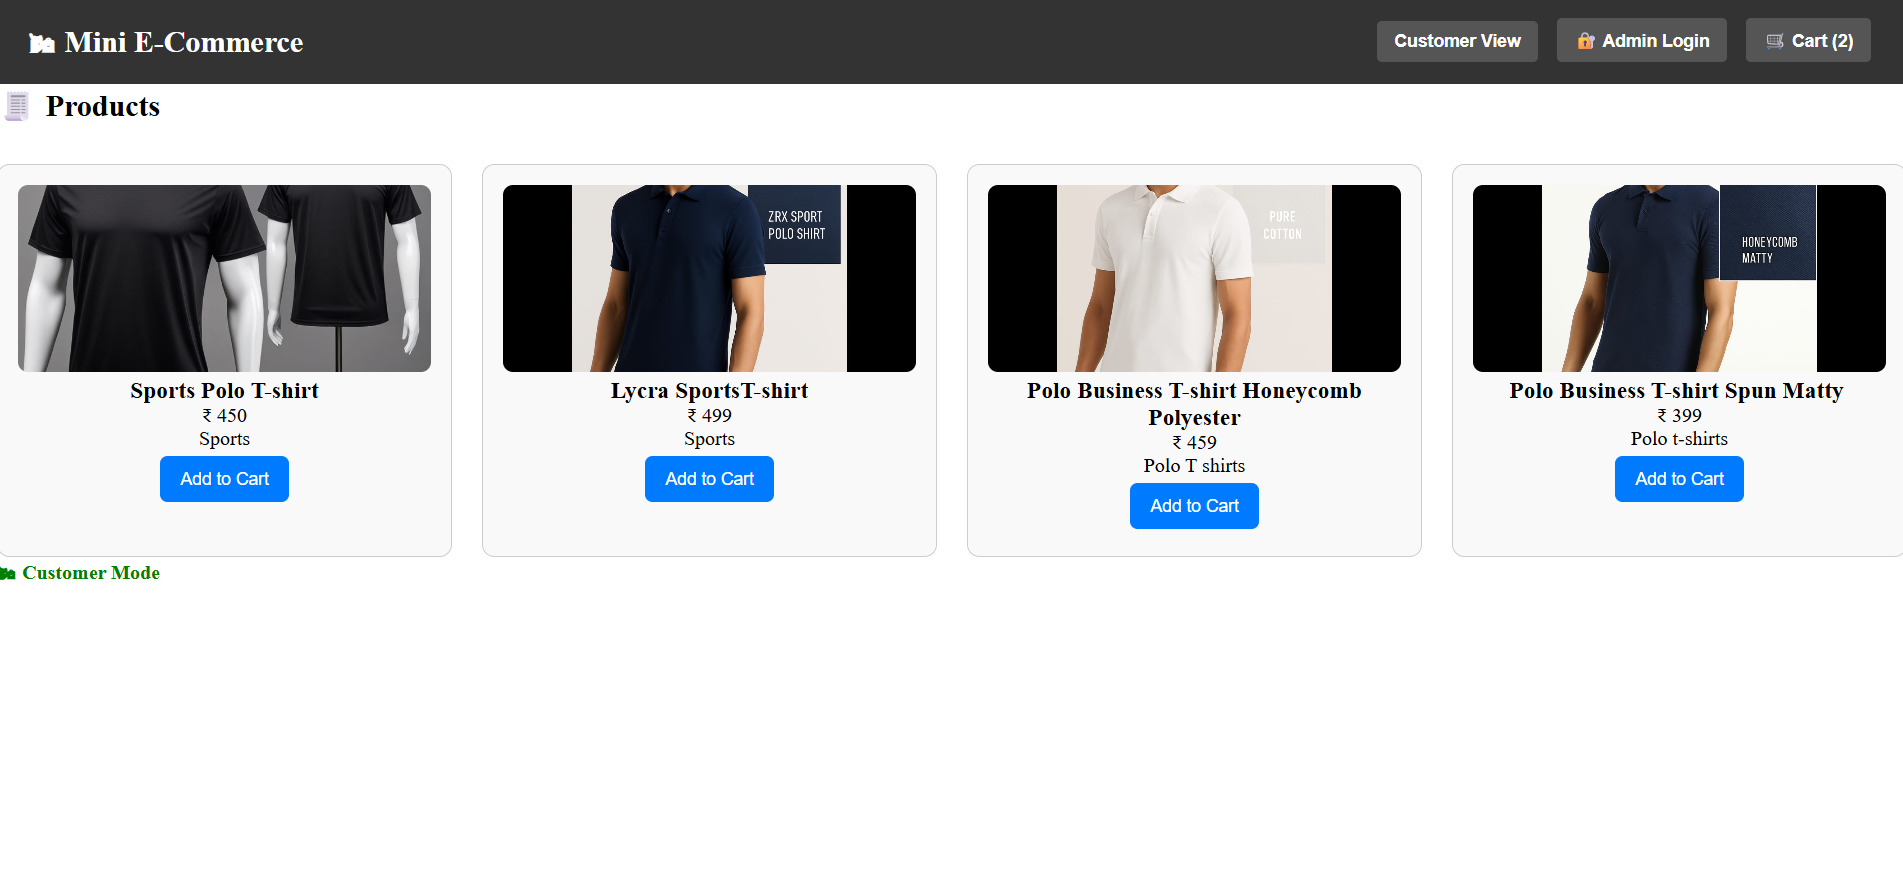 Mini E-Commerce
Customer View
Admin Login
Cart (2)
Products
ZRX SPORT
POLO SHIRT
PURE
COTTON
HONEYCOMB
MATTY
Sports Polo T-shirt
₹ 450
Sports
Add to Cart
Lycra SportsT-shirt
₹ 499
Sports
Add to Cart
Polo Business T-shirt Honeycomb
Polyester
₹ 459
Polo T shirts
Add to Cart
Polo Business T-shirt Spun Matty
₹ 399
Polo t-shirts
Add to Cart
Customer Mode